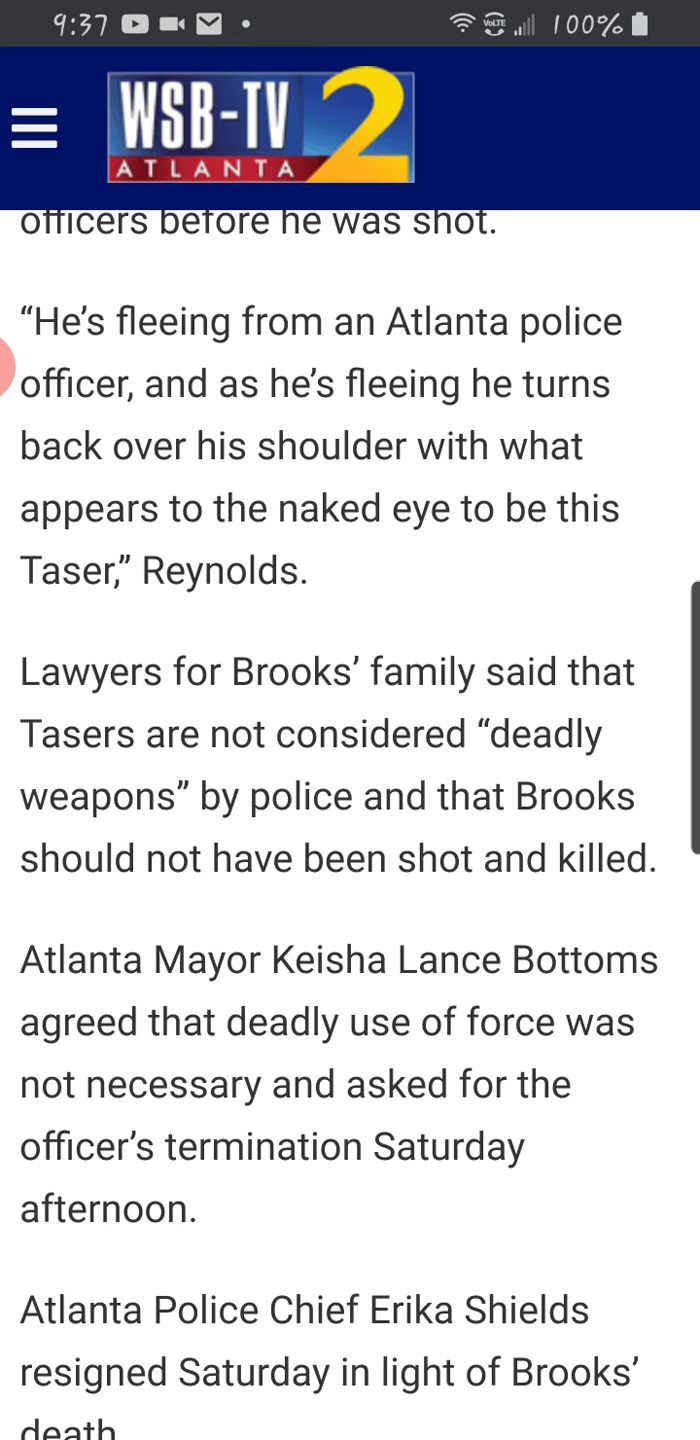 9:37
VoLTE
100%
WSB-TV 2
ATLANTA
officers before he was shot.
“He’s fleeing from an Atlanta police
officer, and as he’s fleeing he turns
back over his shoulder with what
appears to the naked eye to be this
Taser,” Reynolds.
Lawyers for Brooks’ family said that
Tasers are not considered “deadly
weapons” by police and that Brooks
should not have been shot and killed.
Atlanta Mayor Keisha Lance Bottoms
agreed that deadly use of force was
not necessary and asked for the
officer’s termination Saturday
afternoon.
Atlanta Police Chief Erika Shields
resigned Saturday in light of Brooks’
death